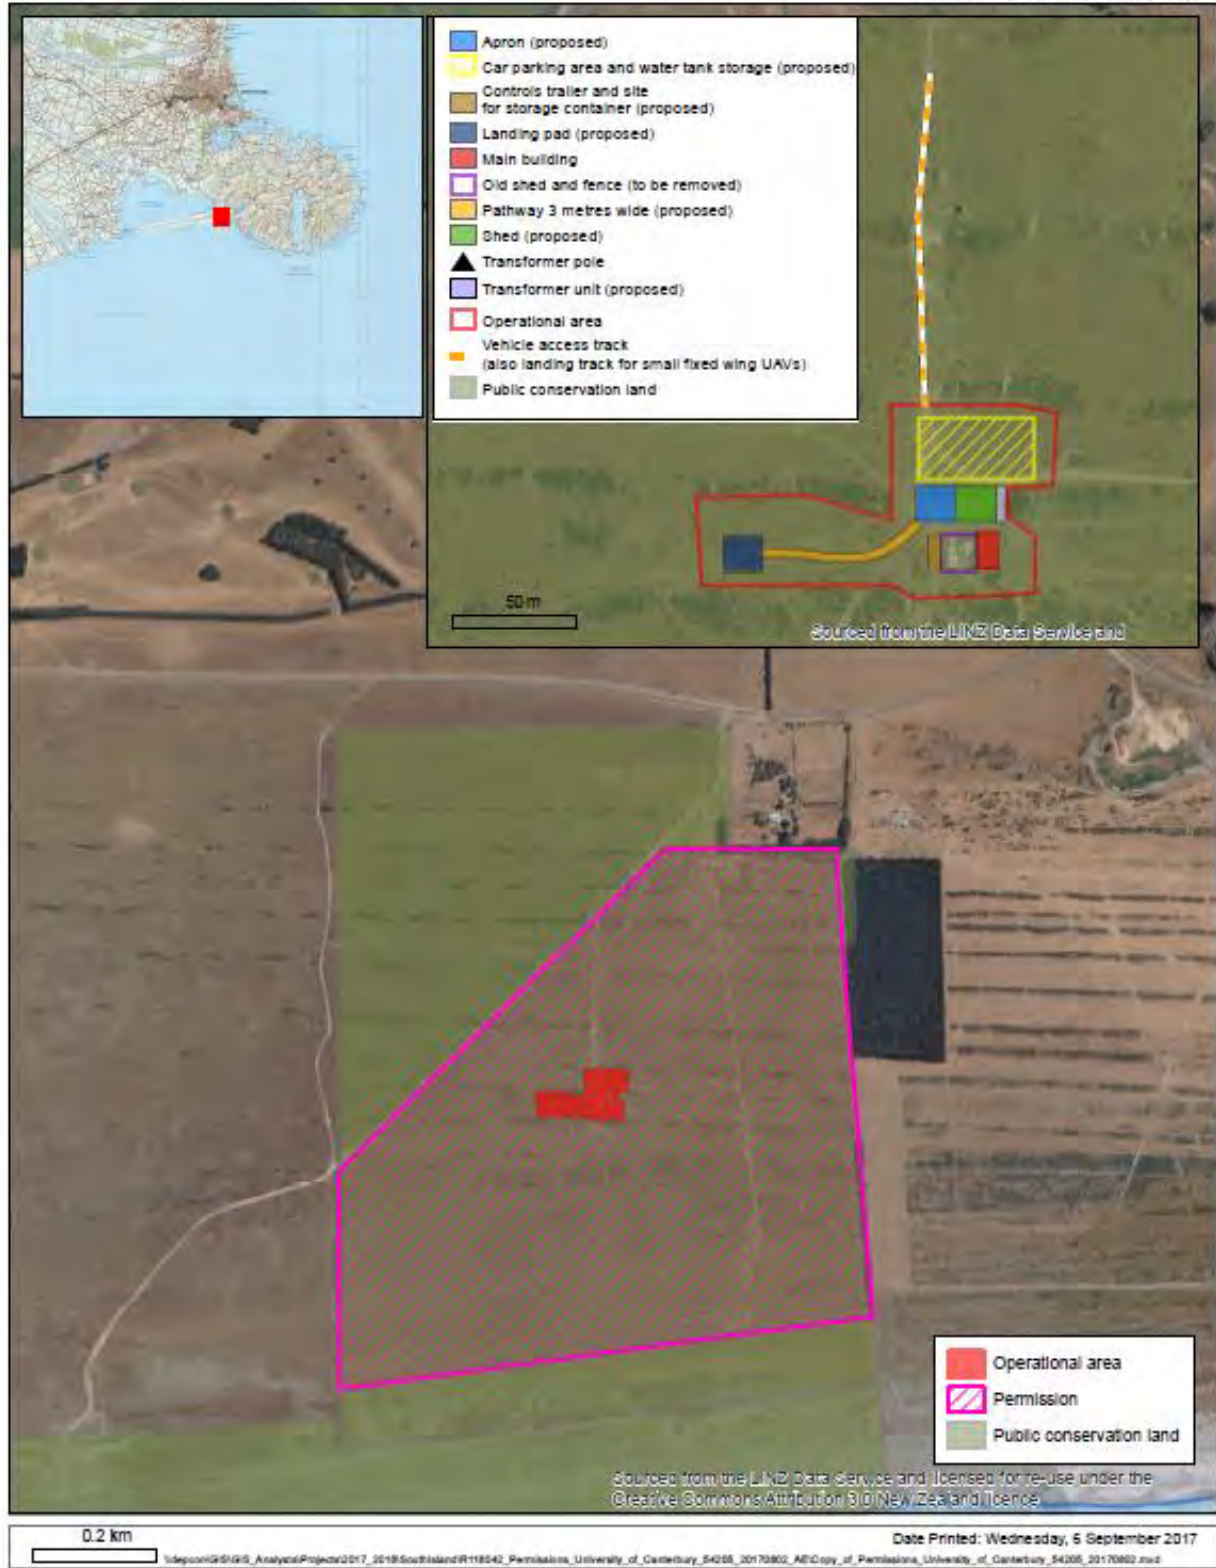 Apron (proposed)
Car parking area and water tank storage (proposed)
Controls trailer and site
for storage container (proposed)
Landing pad (proposed)
Main building
Old shed and fence (to be removed)
Pathway 3 metres wide (proposed)
Shed (proposed)
Transformer pole
Transformer unit (proposed)
Operational area
Vehicle access track
(also landing track for small fixed wing UAVs)
Public conservation land
50 m
Sourced from the LINZ Data Service and
Operational area
Permission
Public conservation land
Sourced from the LINZ Data Service and licensed for re-use under the
Creative Commons Attribution 3.0 New Zealand licence
0.2 km
Date Printed: Wednesday, 6 September 2017